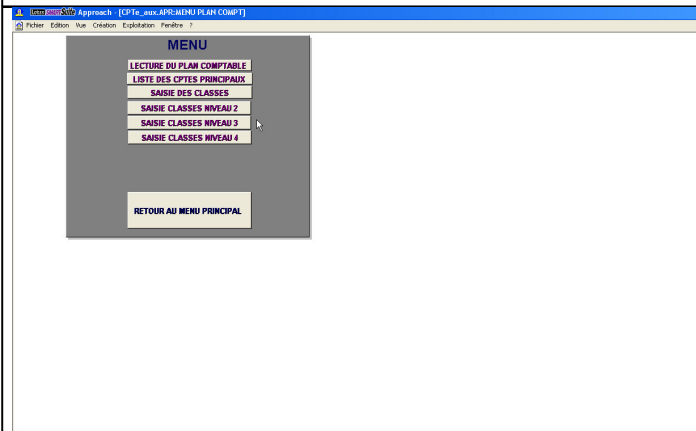 Lotus SMARTSuite Approach - [CPTe_aux.APR:MENU PLAN COMPT]
Fichier Edition Vue Création Exploitation Fenêtre ?
MENU
LECTURE DU PLAN COMPTABLE
LISTE DES CPTES PRINCIPAUX
SAISIE DES CLASSES
SAISIE CLASSES NIVEAU 2
SAISIE CLASSES NIVEAU 3
SAISIE CLASSES NIVEAU 4
RETOUR AU MENU PRINCIPAL